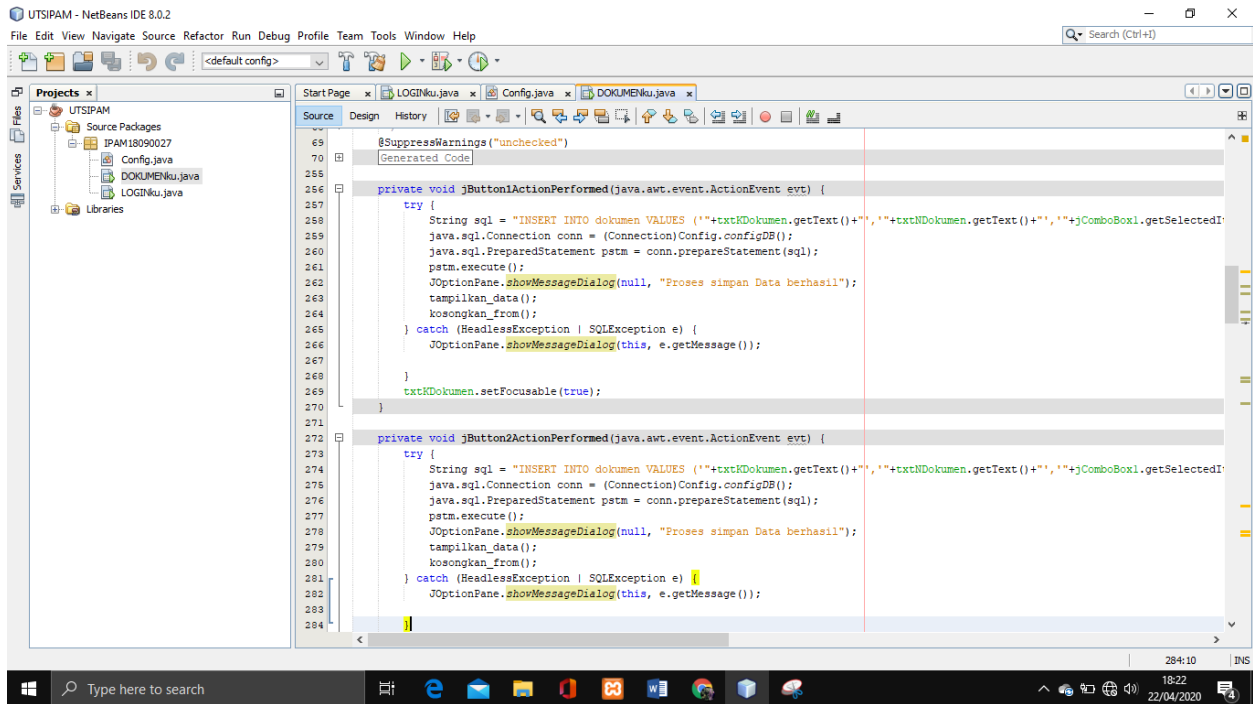 UTSIPAM - NetBeans IDE 8.0.2
File Edit View Navigate Source Refactor Run Debug Profile Team Tools Window Help
Search (Ctrl+I)
<default config>
Files
Services
Projects
UTSIPAM
Source Packages
IPAM18090027
Config.java
DOKUMENku.java
LOGINku.java
Libraries
Start Page LOGINku.java Config.java DOKUMENku.java
Source Design History
69 @SuppressWarnings("unchecked")
70 Generated Code
255
256 private void jButton1ActionPerformed(java.awt.event.ActionEvent evt) {
257 try {
258 String sql = "INSERT INTO dokumen VALUES ('"+txtKDokumen.getText()+"','"+txtNDokumen.getText()+"','"+jComboBox1.getSelectedI
259 java.sql.Connection conn = (Connection)Config.configDB();
260 java.sql.PreparedStatement pstm = conn.prepareStatement(sql);
261 pstm.execute();
262 JOptionPane.showMessageDialog(null, "Proses simpan Data berhasil");
263 tampilkan_data();
264 kosongkan_from();
265 } catch (HeadlessException | SQLException e) {
266 JOptionPane.showMessageDialog(this, e.getMessage());
267
268 }
269 txtKDokumen.setFocusable(true);
270 }
271
272 private void jButton2ActionPerformed(java.awt.event.ActionEvent evt) {
273 try {
274 String sql = "INSERT INTO dokumen VALUES ('"+txtKDokumen.getText()+"','"+txtNDokumen.getText()+"','"+jComboBox1.getSelectedI
275 java.sql.Connection conn = (Connection)Config.configDB();
276 java.sql.PreparedStatement pstm = conn.prepareStatement(sql);
277 pstm.execute();
278 JOptionPane.showMessageDialog(null, "Proses simpan Data berhasil");
279 tampilkan_data();
280 kosongkan_from();
281 } catch (HeadlessException | SQLException e) {
282 JOptionPane.showMessageDialog(this, e.getMessage());
283
284 }
284:10 INS
Type here to search
18:22
22/04/2020
4